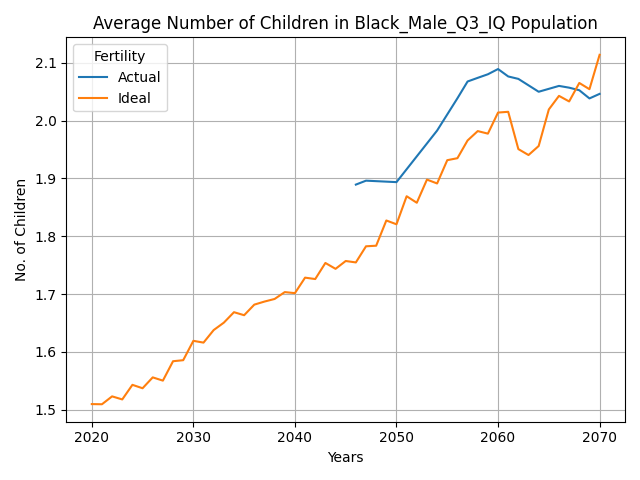 Average Number of Children in Black_Male_Q3_IQ Population
Fertility
Actual
Ideal
No. of Children
2.1
2.0
1.9
1.8
1.7
1.6
1.5
2020 2030 2040 2050 2060 2070
Years